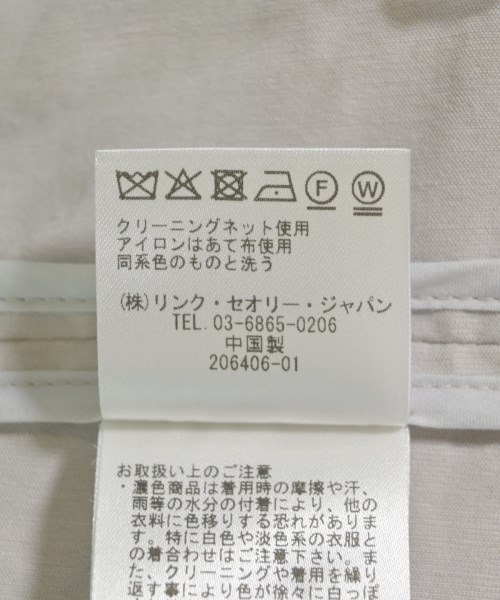 F W
クリーニングネット使用
アイロンはあて布使用
同系色のものと洗う
(株)リンク・セオリー・ジャパン
TEL.03-6865-0206
中国製
206406-01
お取扱い上のご注意
・濃色商品は着用時の摩擦や汗、
雨等の水分の付着により、他の
衣料に色移りする恐れがありま
す。特に白色や淡色系の衣服と
の着合わせはご注意下さい。ま
た、クリーニングや着用を繰り
返す事により色が徐々に白っぽ